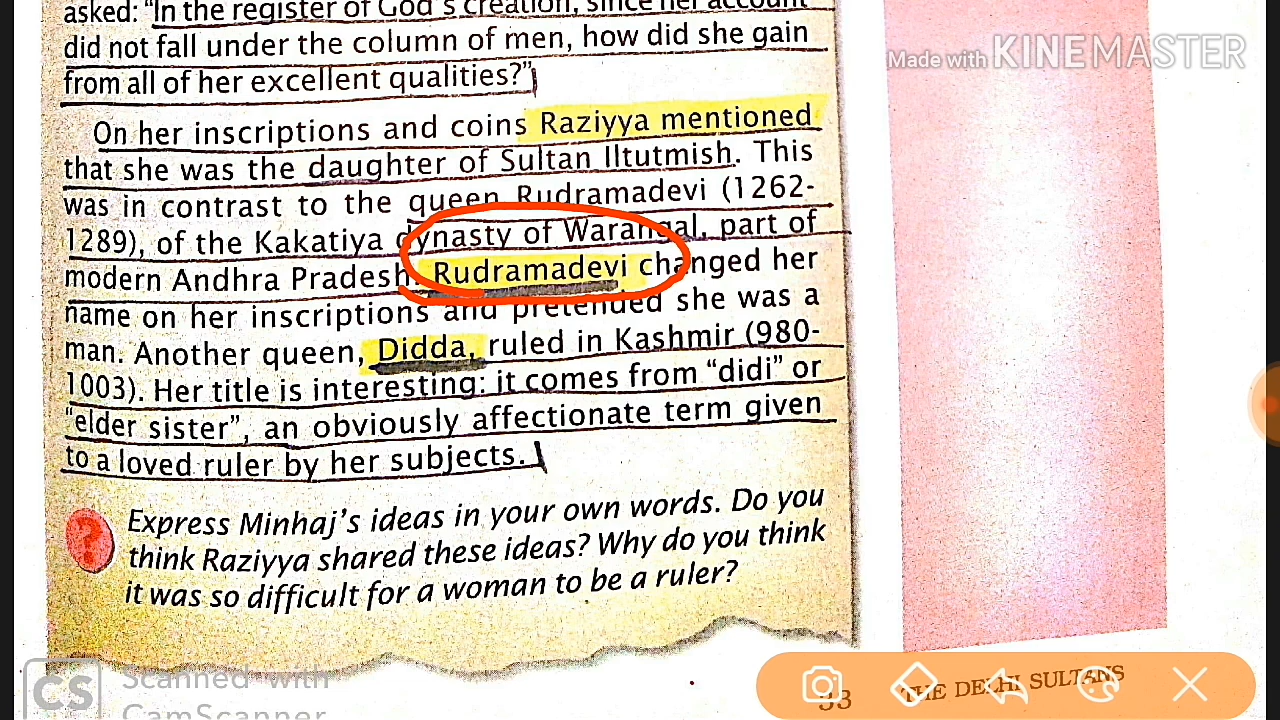 asked: "In the register of God's creation, since her account
did not fall under the column of men, how did she gain
from all of her excellent qualities?"
On her inscriptions and coins Raziyya mentioned
that she was the daughter of Sultan Iltutmish. This
was in contrast to the queen Rudramadevi (1262-
1289), of the Kakatiya dynasty of Warangal, part of
modern Andhra Pradesh. Rudramadevi changed her
name on her inscriptions and pretended she was a
man. Another queen, Didda, ruled in Kashmir (980-
1003). Her title is interesting: it comes from "didi" or
"elder sister", an obviously affectionate term given
to a loved ruler by her subjects.
? Express Minhaj's ideas in your own words. Do you
think Raziyya shared these ideas? Why do you think
it was so difficult for a woman to be a ruler?
Made with KINEMASTER
CS Scanned with
CamScanner
33 THE DELHI SULTANS